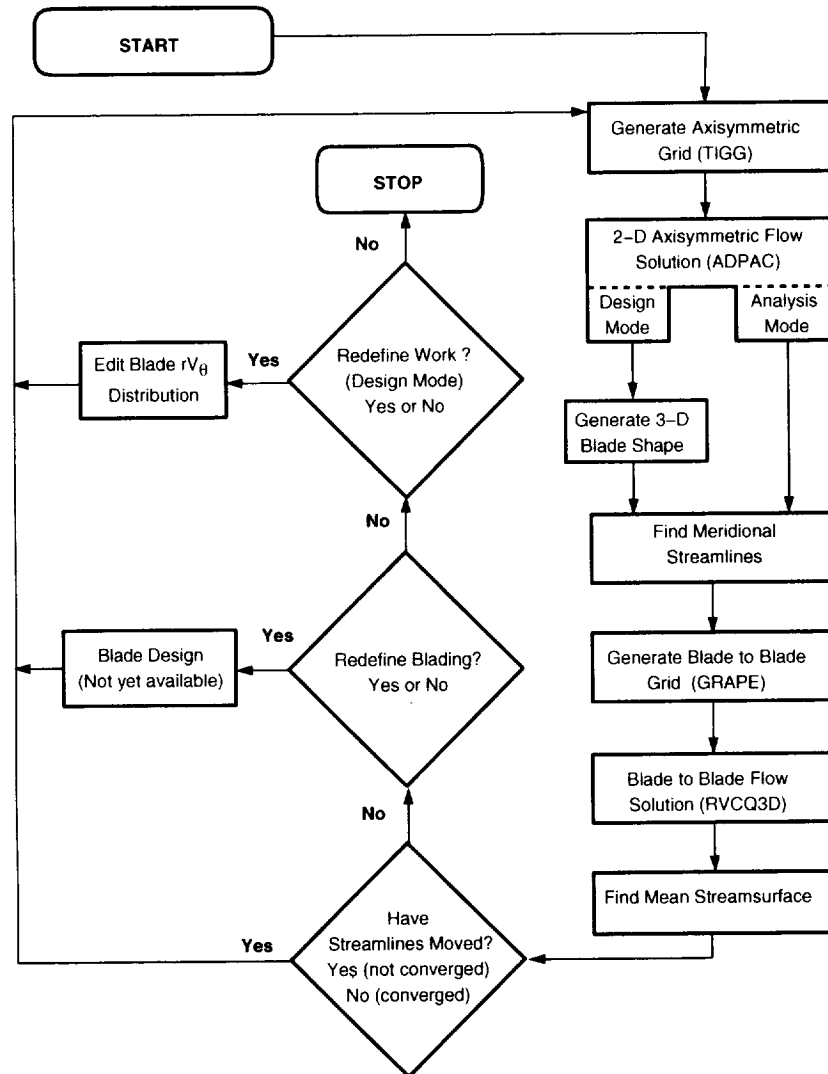 START
Generate Axisymmetric
Grid (TIGG)
STOP
No
2–D Axisymmetric Flow
Solution (ADPAC)
Design
Mode
Analysis
Mode
Redefine Work ?
(Design Mode)
Yes or No
Yes
Edit Blade rVθ
Distribution
Generate 3–D
Blade Shape
No
Find Meridional
Streamlines
Redefine Blading?
Yes or No
Yes
Blade Design
(Not yet available)
Generate Blade to Blade
Grid (GRAPE)
No
Blade to Blade Flow
Solution (RVCQ3D)
Find Mean Streamsurface
Have
Streamlines Moved?
Yes (not converged)
No (converged)
Yes